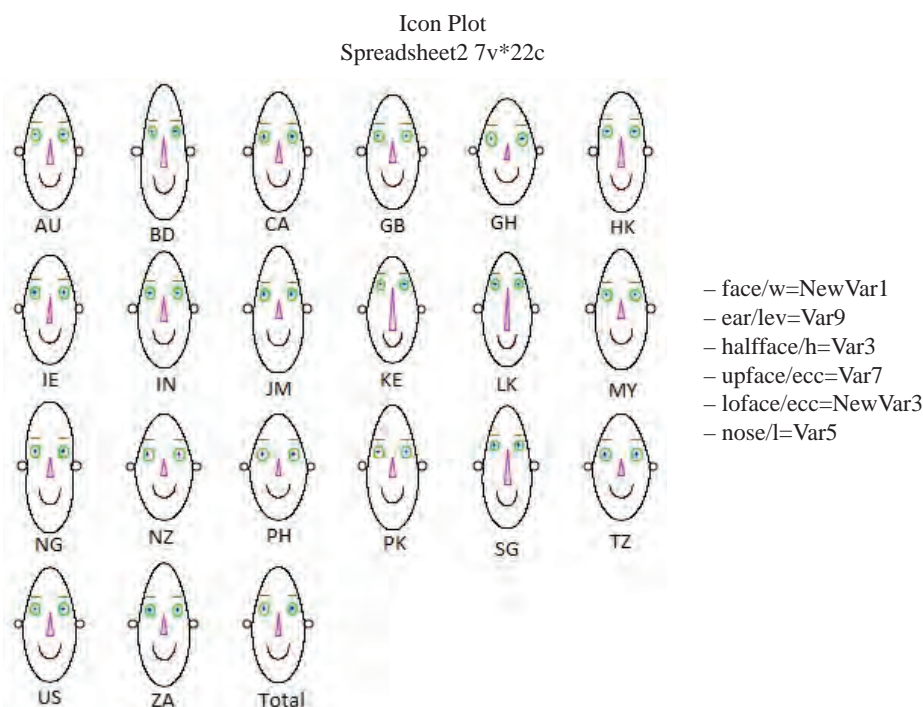 Icon Plot
Spreadsheet2 7v*22c
AU BD CA GB GH HK
IE IN JM KE LK MY
NG NZ PH PK SG TZ
US ZA Total
– face/w=NewVar1
– ear/lev=Var9
– halfface/h=Var3
– upface/ecc=Var7
– loface/ecc=NewVar3
– nose/l=Var5